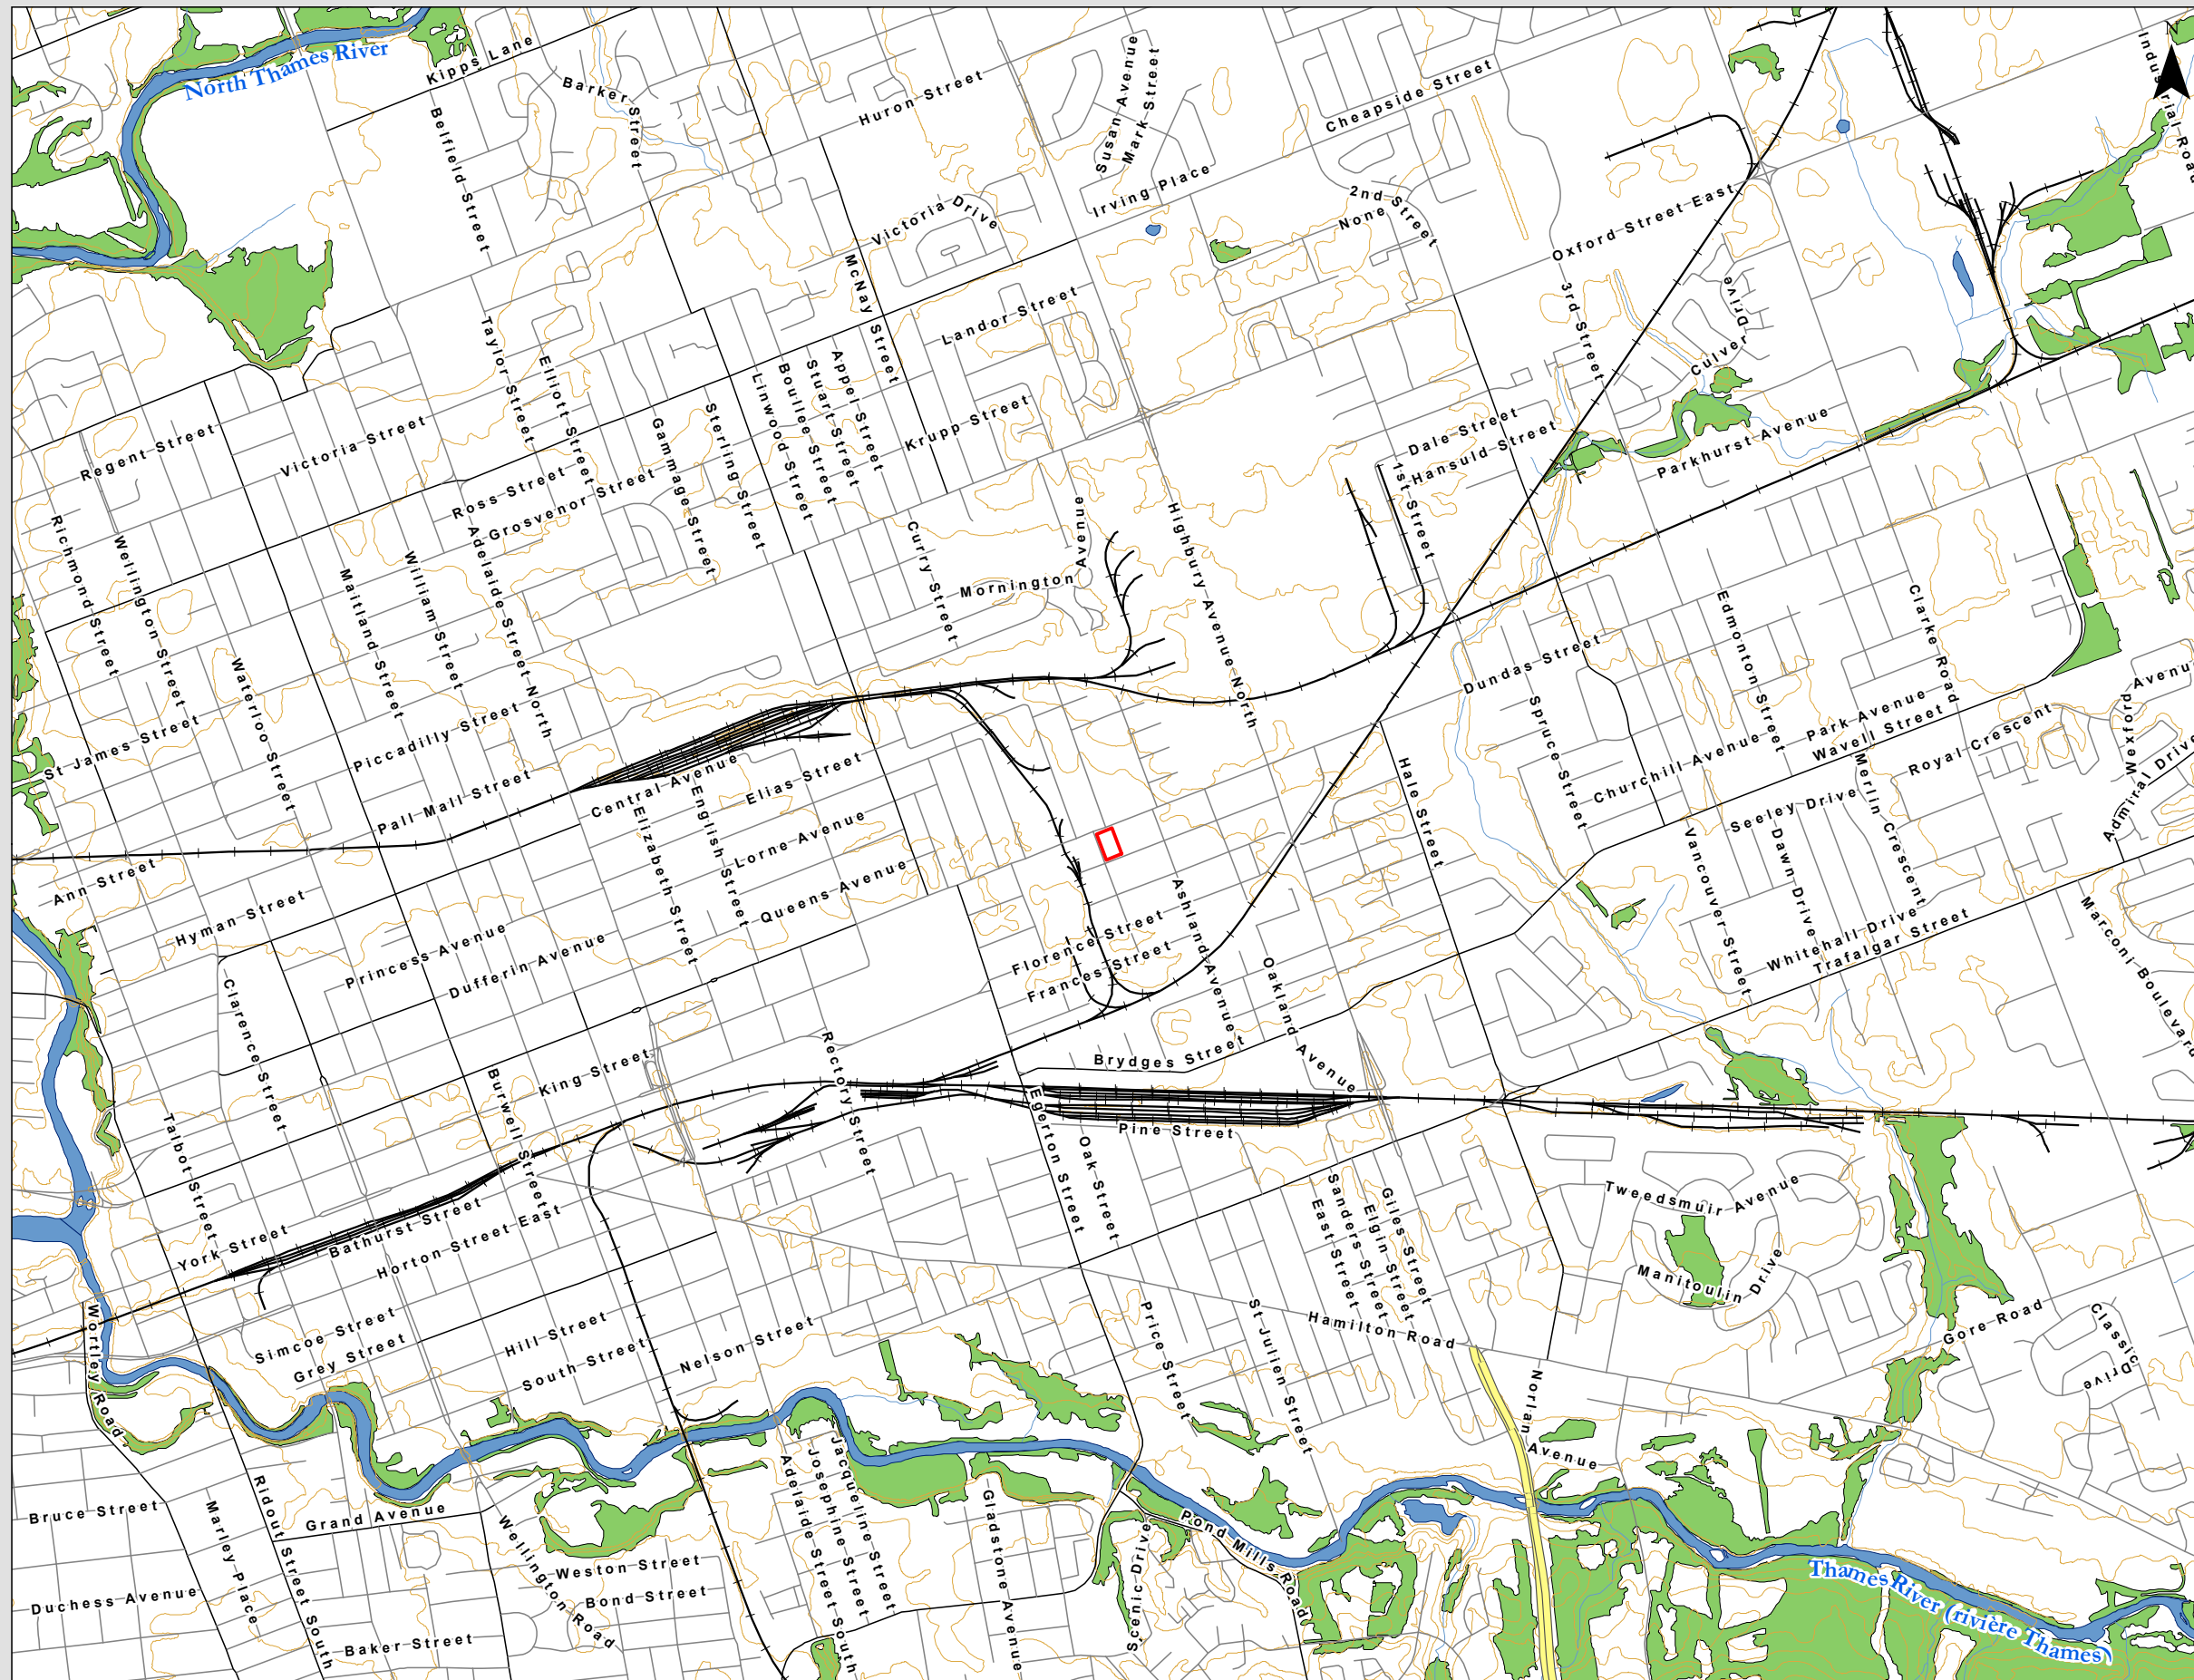 North Thames River
Kipps Lane
Barker Street
Belfield Street
Huron Street
Susan Avenue
Mark Street
Cheapside Street
Irving Place
2nd Street
None
Victoria Drive
Oxford Street East
N
McNay Street
Landor Street
3rd Street
Culver Drive
Taylor Street
Elliott Street
Linwood Street
Boullee Street
Stuart Street
Appel Street
Sterling Street
Gammage Street
Krupp Street
Dale Street
Hansuld Street
1st Street
Parkhurst Avenue
Regent Street
Victoria Street
Ross Street
Grosvenor Street
Richmond Street
Wellington Street
Maitland Street
William Street
Adelaide Street North
Curry Street
Mornington Avenue
Highbury Avenue North
Waterloo Street
St James Street
Piccadilly Street
Pall Mall Street
Central Avenue
Elias Street
English Street
Elizabeth Street
Lorne Avenue
Queens Avenue
Dundas Street
Edmonton Street
Clarke Road
Spruce Street
Park Avenue
Wavell Street
Churchill Avenue
Royal Crescent
Wexford Avenue
Admiral Drive
Merlin Crescent
Seeley Drive
Dawn Drive
Vancouver Street
Whitehall Drive
Trafalgar Street
Marconi Boulevard
Hale Street
Ann Street
Hyman Street
Princess Avenue
Dufferin Avenue
Clarence Street
Florence Street
Frances Street
Ashland Avenue
Oakland Avenue
Brydges Street
King Street
Burwell Street
Rectory Street
Egerton Street
Oak Street
Pine Street
Talbot Street
York Street
Bathurst Street
Horton Street East
Simcoe Street
Grey Street
Hill Street
South Street
Nelson Street
Price Street
St Julien Street
East Street
Sanders Street
Elgin Street
Giles Street
Hamilton Road
Tweedsmuir Avenue
Manitoulin Drive
Gore Road
Classic Drive
Norlan Avenue
Wortley Road
Bruce Street
Grand Avenue
Marley Place
Ridout Street South
Wellington Road
Weston Street
Bond Street
Duchess Avenue
Baker Street
Adelaide Street South
Josephine Street
Jacqueline Street
Gladstone Avenue
Scenic Drive
Pond Mills Road
Thames River (rivière Thames)